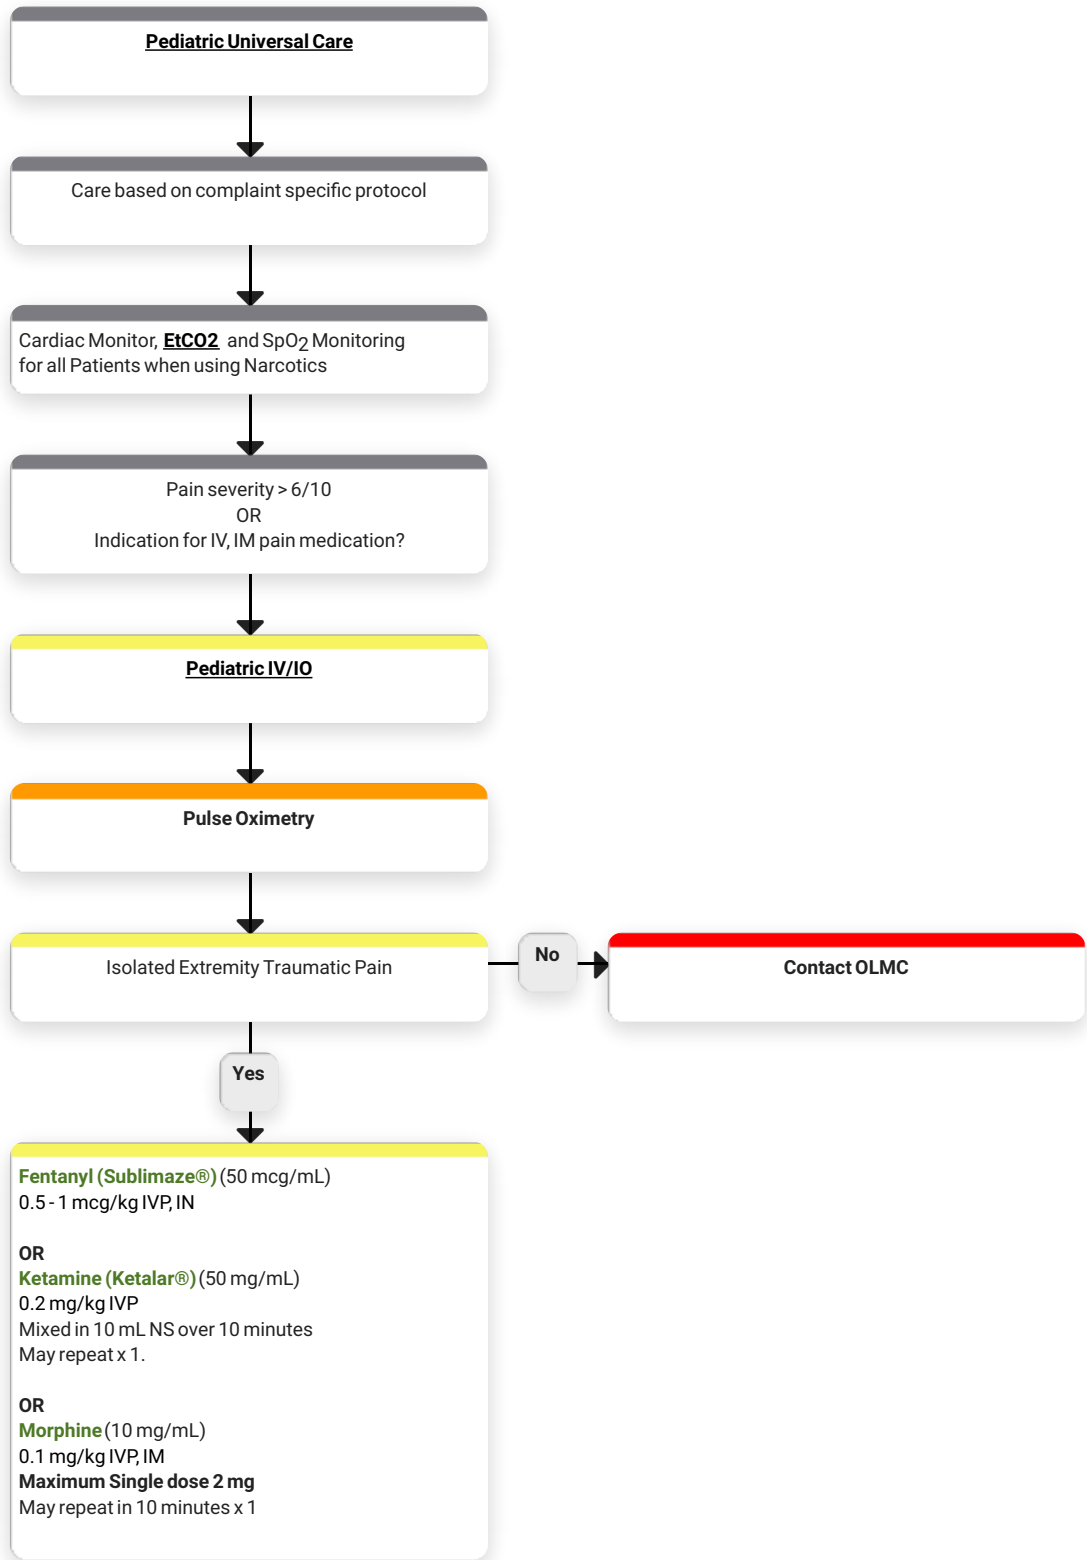 Pediatric Universal Care
Care based on complaint specific protocol
Cardiac Monitor, EtCO2 and SpO2 Monitoring
for all Patients when using Narcotics
Pain severity > 6/10
OR
Indication for IV, IM pain medication?
Pediatric IV/IO
Pulse Oximetry
Isolated Extremity Traumatic Pain
No
Contact OLMC
Yes
Fentanyl (Sublimaze®) (50 mcg/mL)
0.5 - 1 mcg/kg IVP, IN
OR
Ketamine (Ketalar®) (50 mg/mL)
0.2 mg/kg IVP
Mixed in 10 mL NS over 10 minutes
May repeat x 1.
OR
Morphine (10 mg/mL)
0.1 mg/kg IVP, IM
Maximum Single dose 2 mg
May repeat in 10 minutes x 1